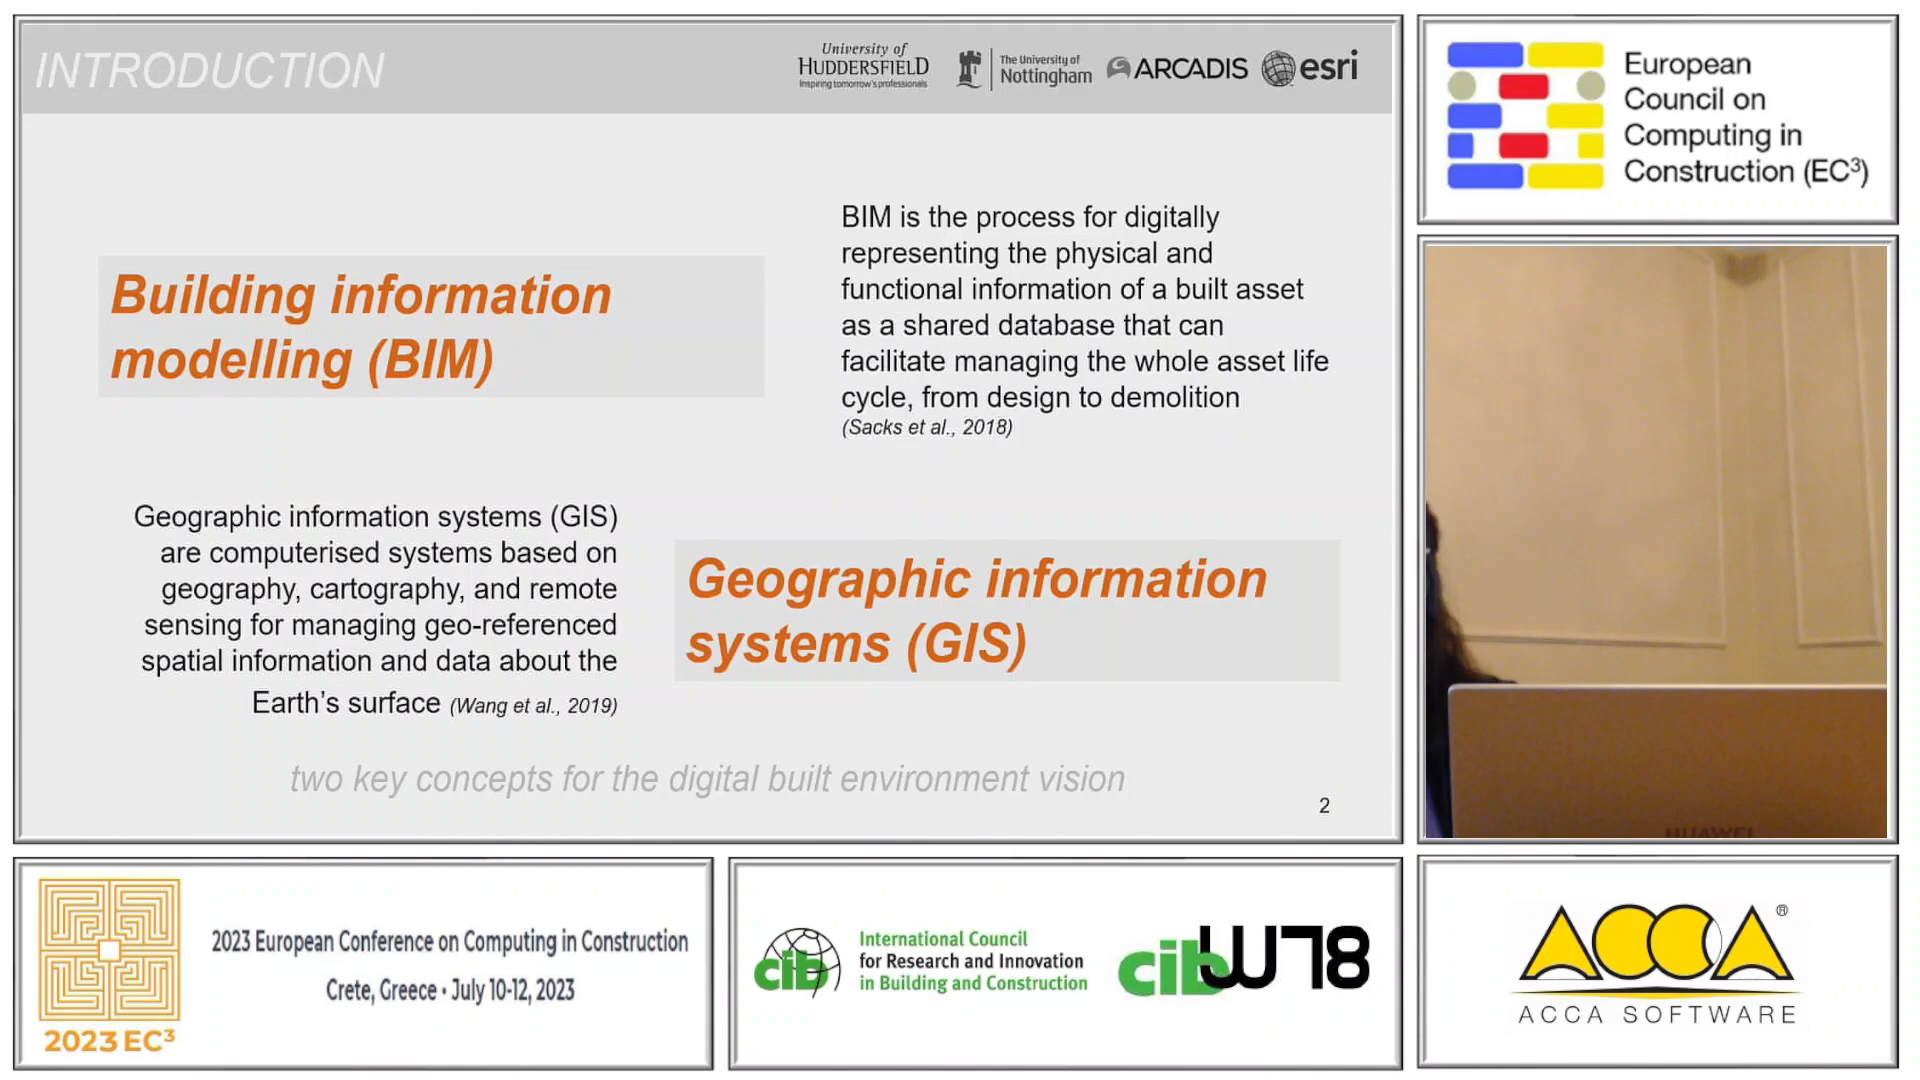 INTRODUCTION
University of
HUDDERSFIELD
Inspiring tomorrow's professionals
The University of
Nottingham
ARCADIS
esri
BIM is the process for digitally
representing the physical and
functional information of a built asset
as a shared database that can
facilitate managing the whole asset life
cycle, from design to demolition
(Sacks et al., 2018)
Building information
modelling (BIM)
Geographic information systems (GIS)
are computerised systems based on
geography, cartography, and remote
sensing for managing geo-referenced
spatial information and data about the
Earth's surface (Wang et al., 2019)
Geographic information
systems (GIS)
two key concepts for the digital built environment vision
2
European
Council on
Computing in
Construction (EC³)
HUAWEI
2023 EC³
2023 European Conference on Computing in Construction
Crete, Greece • July 10-12, 2023
cib
International Council
for Research and Innovation
in Building and Construction
cib W78
ACCA ®
ACCA SOFTWARE